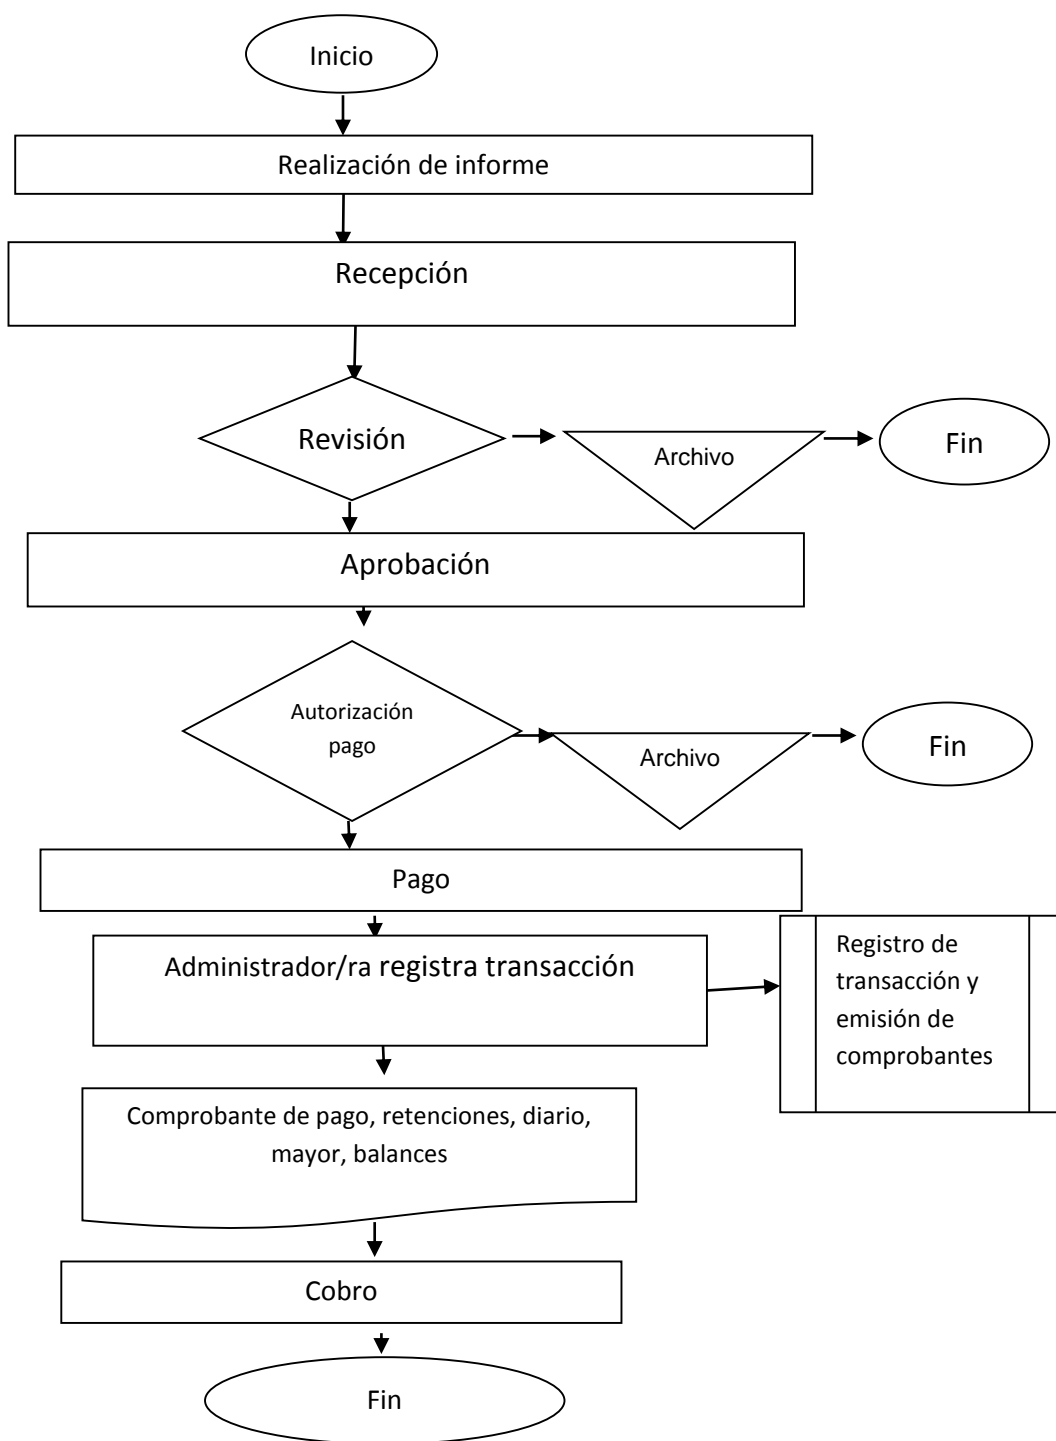 Inicio
Realización de informe
Recepción
Revisión
Archivo
Fin
Aprobación
Autorización
pago
Archivo
Fin
Pago
Administrador/ra registra transacción
Registro de
transacción y
emisión de
comprobantes
Comprobante de pago, retenciones, diario,
mayor, balances
Cobro
Fin